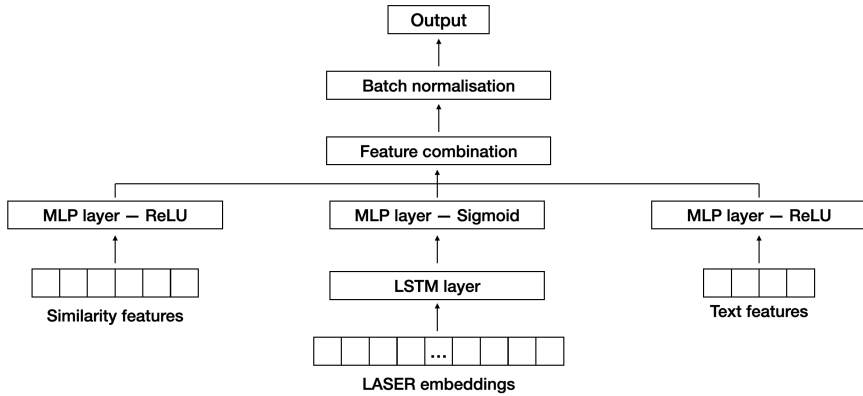 Output
Batch normalisation
Feature combination
MLP layer — ReLU
MLP layer — Sigmoid
MLP layer — ReLU
LSTM layer
Similarity features
Text features
...
LASER embeddings